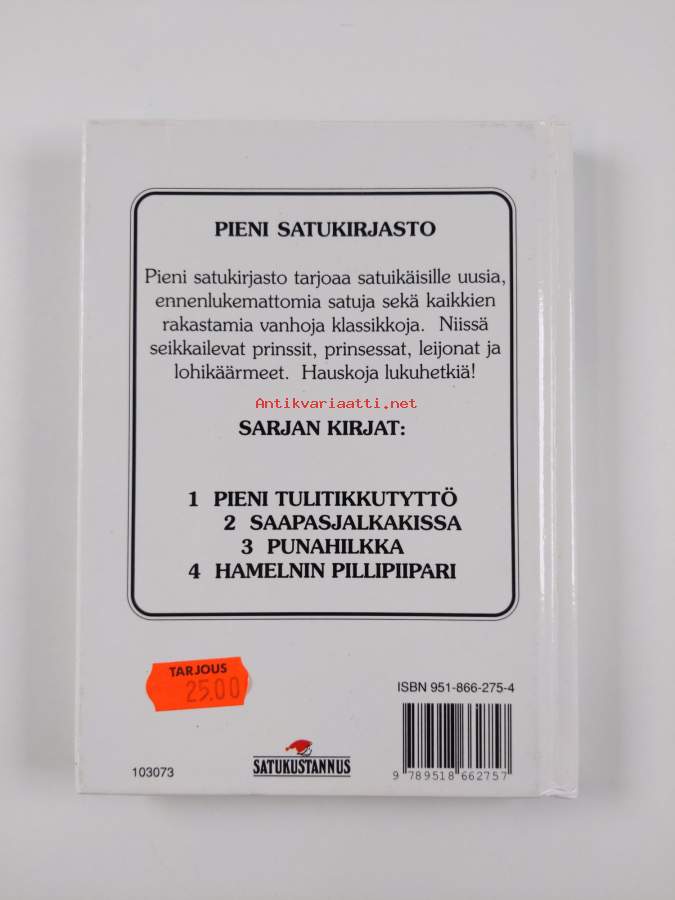 PIENI SATUKIRJASTO
Pieni satukirjasto tarjoaa satuikäisille uusia,
ennenlukemattomia satuja sekä kaikkien
rakastamia vanhoja klassikkoja. Niissä
seikkailevat prinssit, prinsessat, leijonat ja
lohikäärmeet. Hauskoja lukuhetkiä!
Antikvariaatti.net
SARJAN KIRJAT:
1 PIENI TULITIKKUTYTTÖ
2 SAAPASJALKAKISSA
3 PUNAHILKKA
4 HAMELNIN PILLIPIIPARI
TARJOUS
25.00
ISBN 951-866-275-4
103073
SATUKUSTANNUS
9 789518 662757